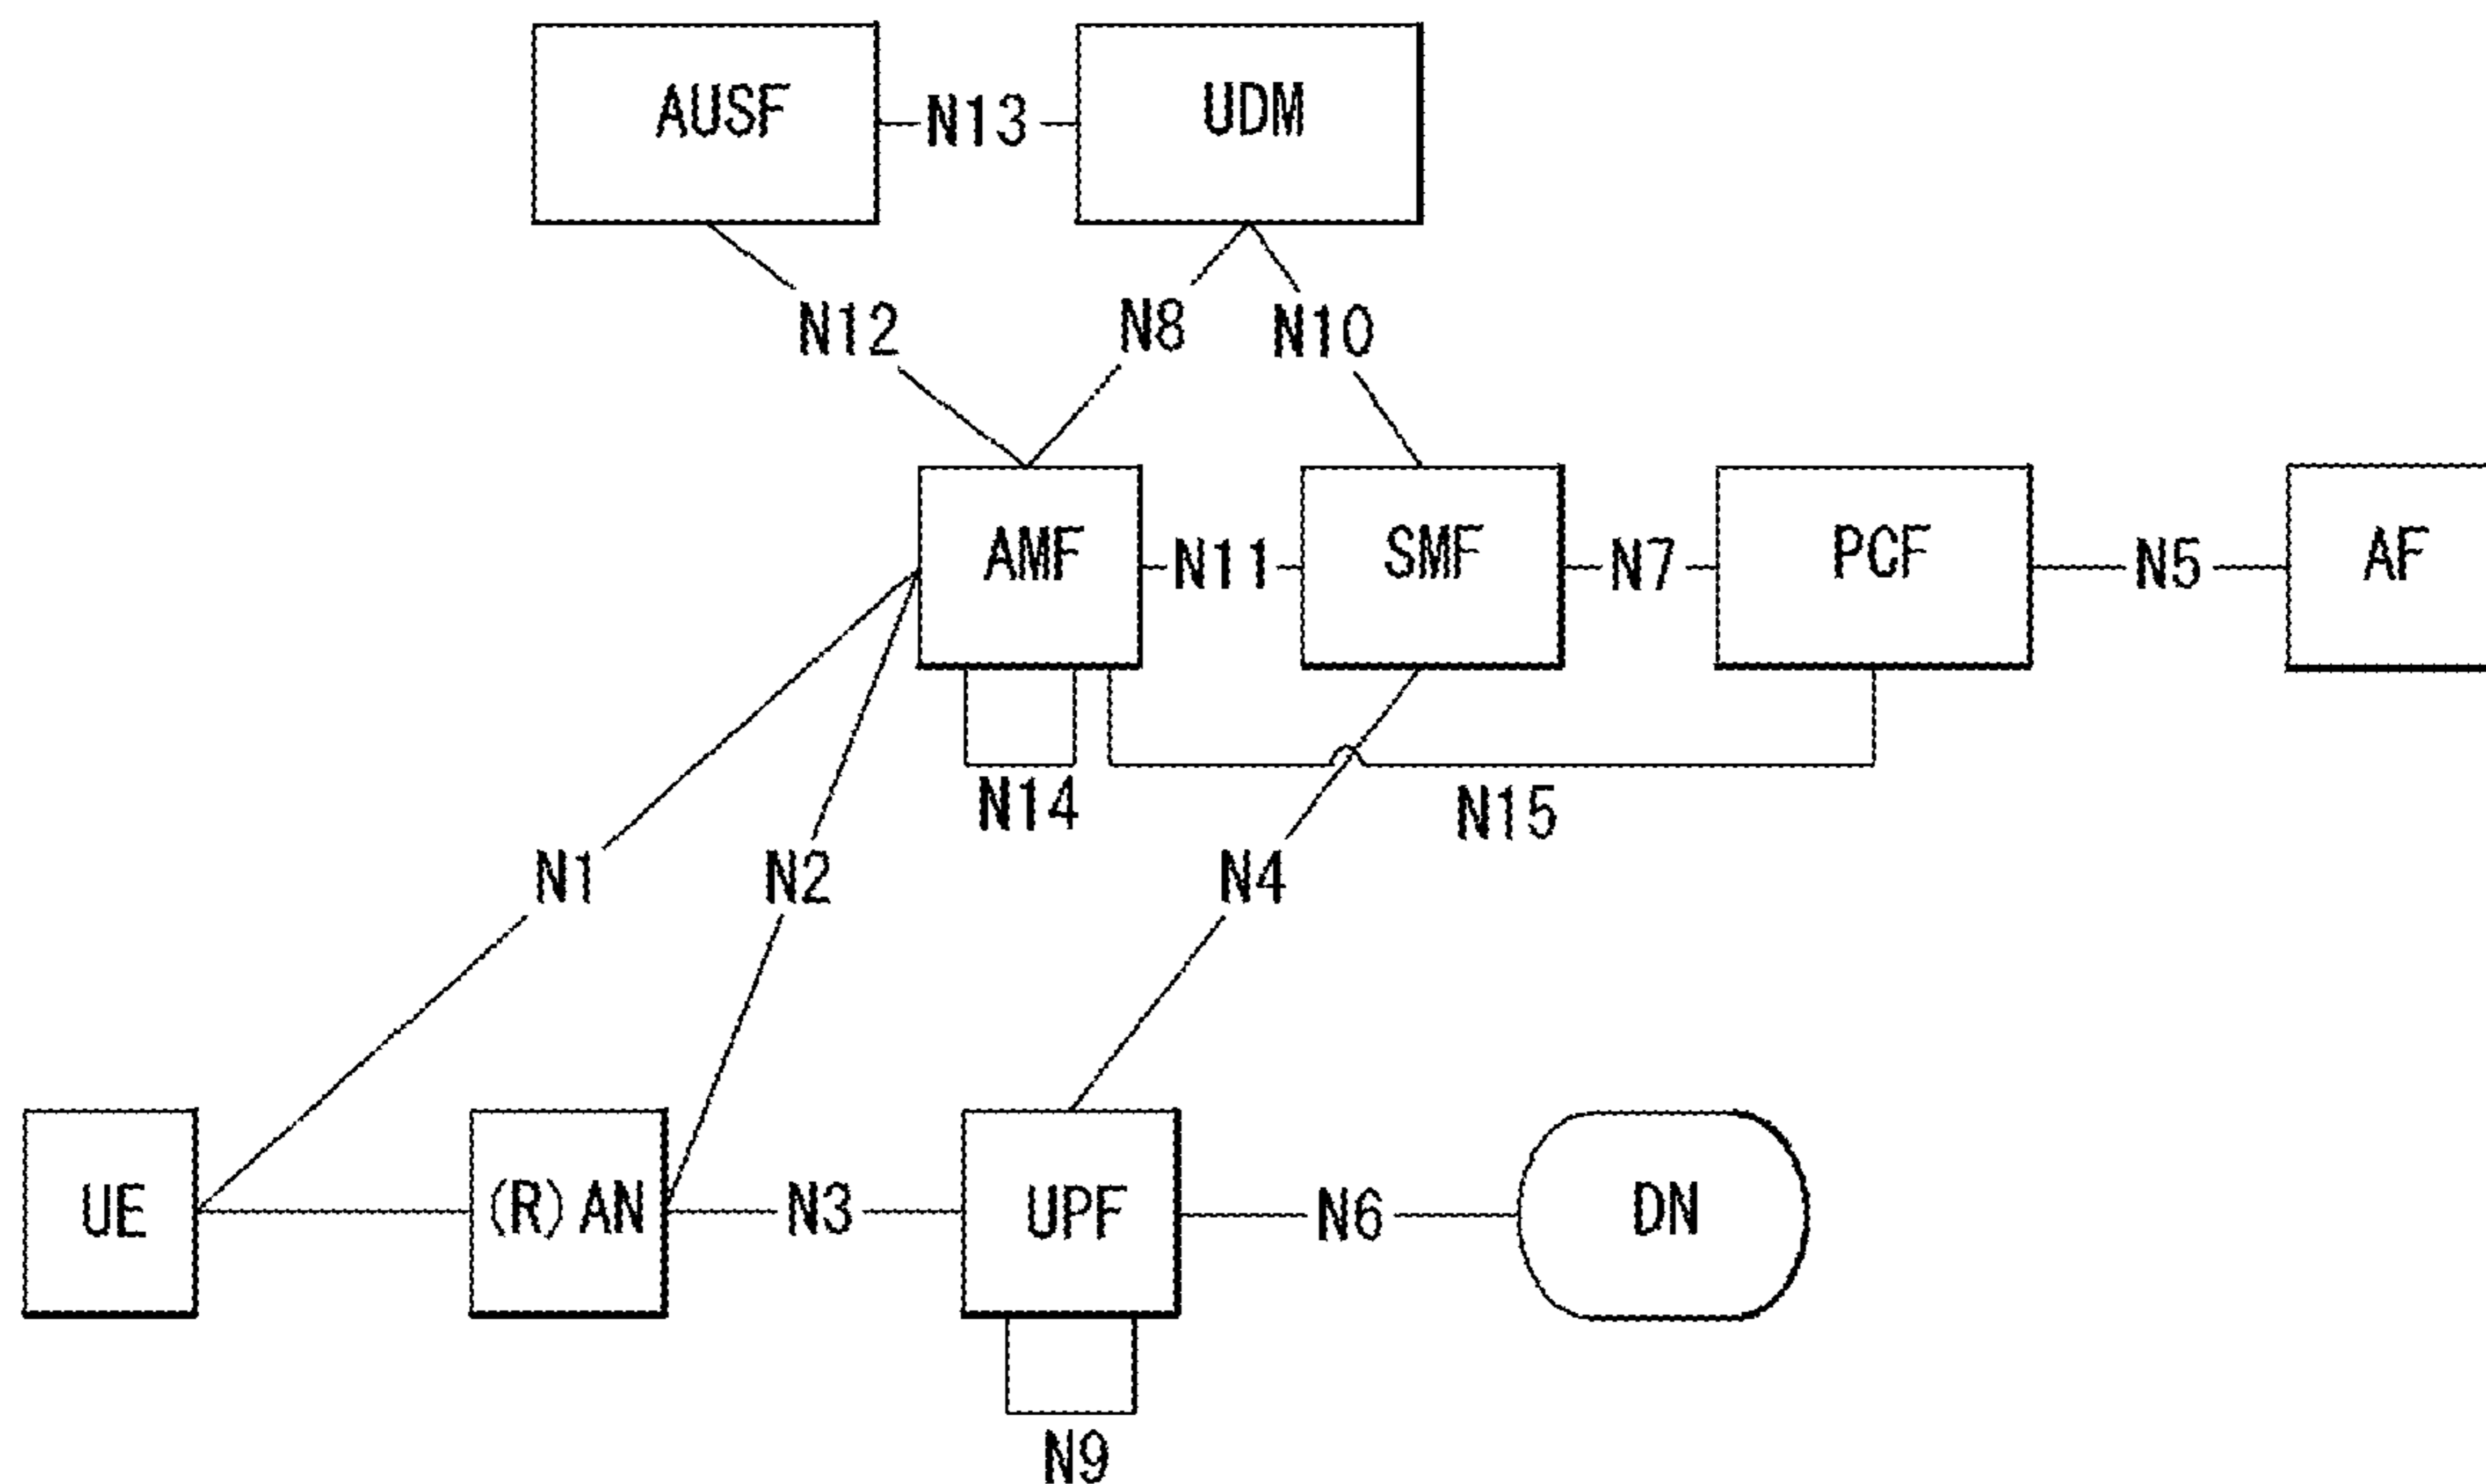 AUSF N13 UDM
N12 N8 N10
AMF N11 SMF N7 PCF N5 AF
N14 N15
N1 N2 N4
UE (R)AN N3 UPF N6 DN
N9